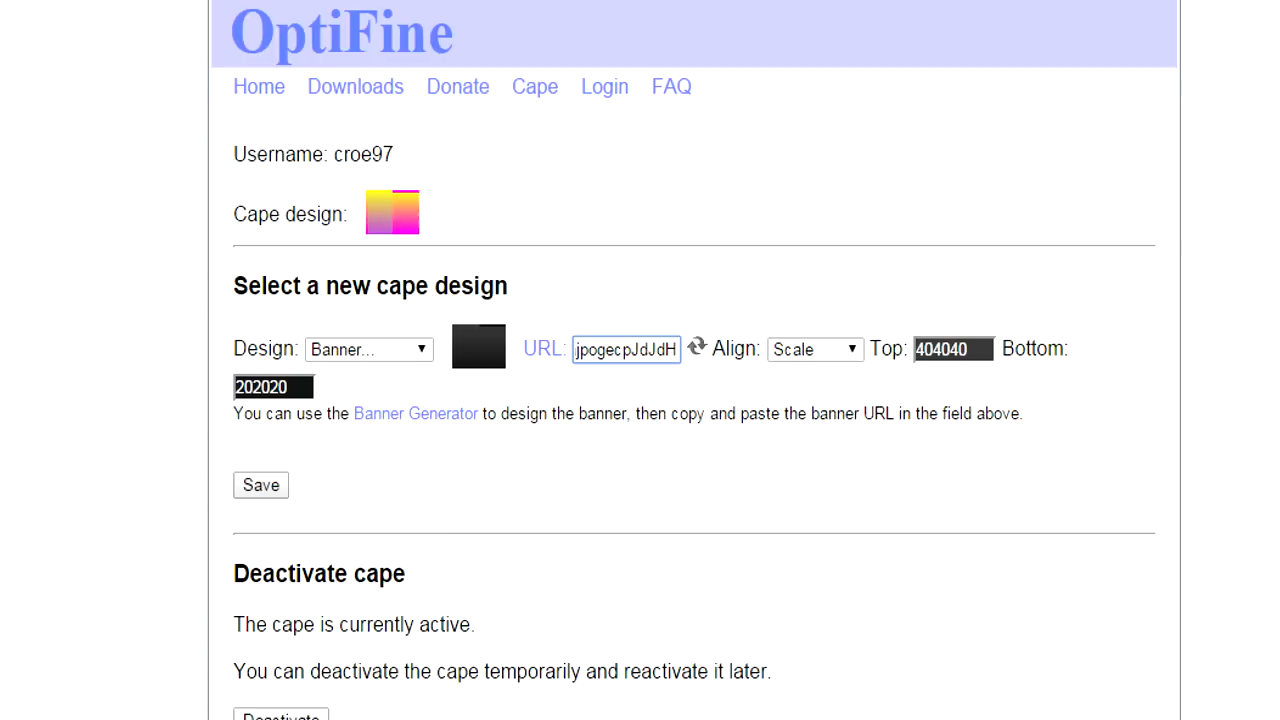 OptiFine
Home Downloads Donate Cape Login FAQ
Username: croe97
Cape design:
Select a new cape design
Design: Banner... URL: jpogecpJdJdH Align: Scale Top: 404040 Bottom:
202020
You can use the Banner Generator to design the banner, then copy and paste the banner URL in the field above.
Save
Deactivate cape
The cape is currently active.
You can deactivate the cape temporarily and reactivate it later.
Deactivate